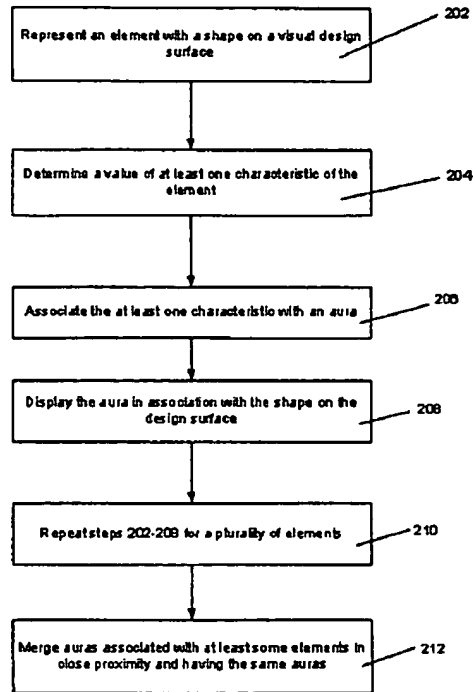 Represent an element with a shape on a visual design
surface
202
Determine a value of at least one characteristic of the
element
204
Associate the at least one characteristic with an aura
206
Display the aura in association with the shape on the
design surface
208
Repeat steps 202-208 for a plurality of elements
210
Merge auras associated with at least some elements in
close proximity and having the same auras
212